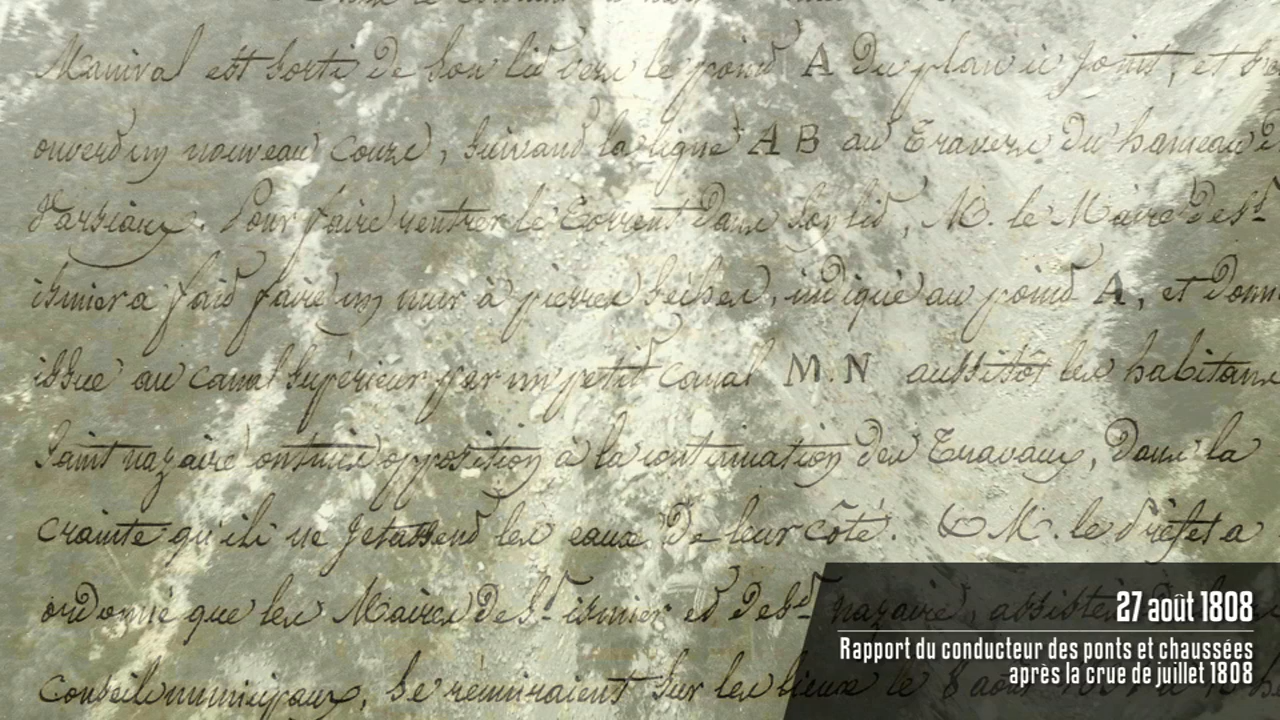 Manival est sorti de son lit vers le point A du plan ci joint, et s'est
ouvert un nouveau cours, suivant la ligne A B au travers du hameau
d'arsiaux. Pour faire rentrer le torrent dans son lit, M. le Maire de St
ismier a fait faire un mur à pierres sèches, indiqué au point A, et donn
issue au canal supérieur par un petit canal M.N aussitôt les habitans
Saint nazaire ont mis opposition à la continuation des travaux, dans la
crainte qu'ils ne jetassent les eaux de leur côté. M. le Préfet a
ordonné que les Maires de St ismier et de St nazaire, assistés
Conseils municipaux, se réuniraient sur les lieux le 8 août
27 août 1808
Rapport du conducteur des ponts et chaussées
après la crue de juillet 1808